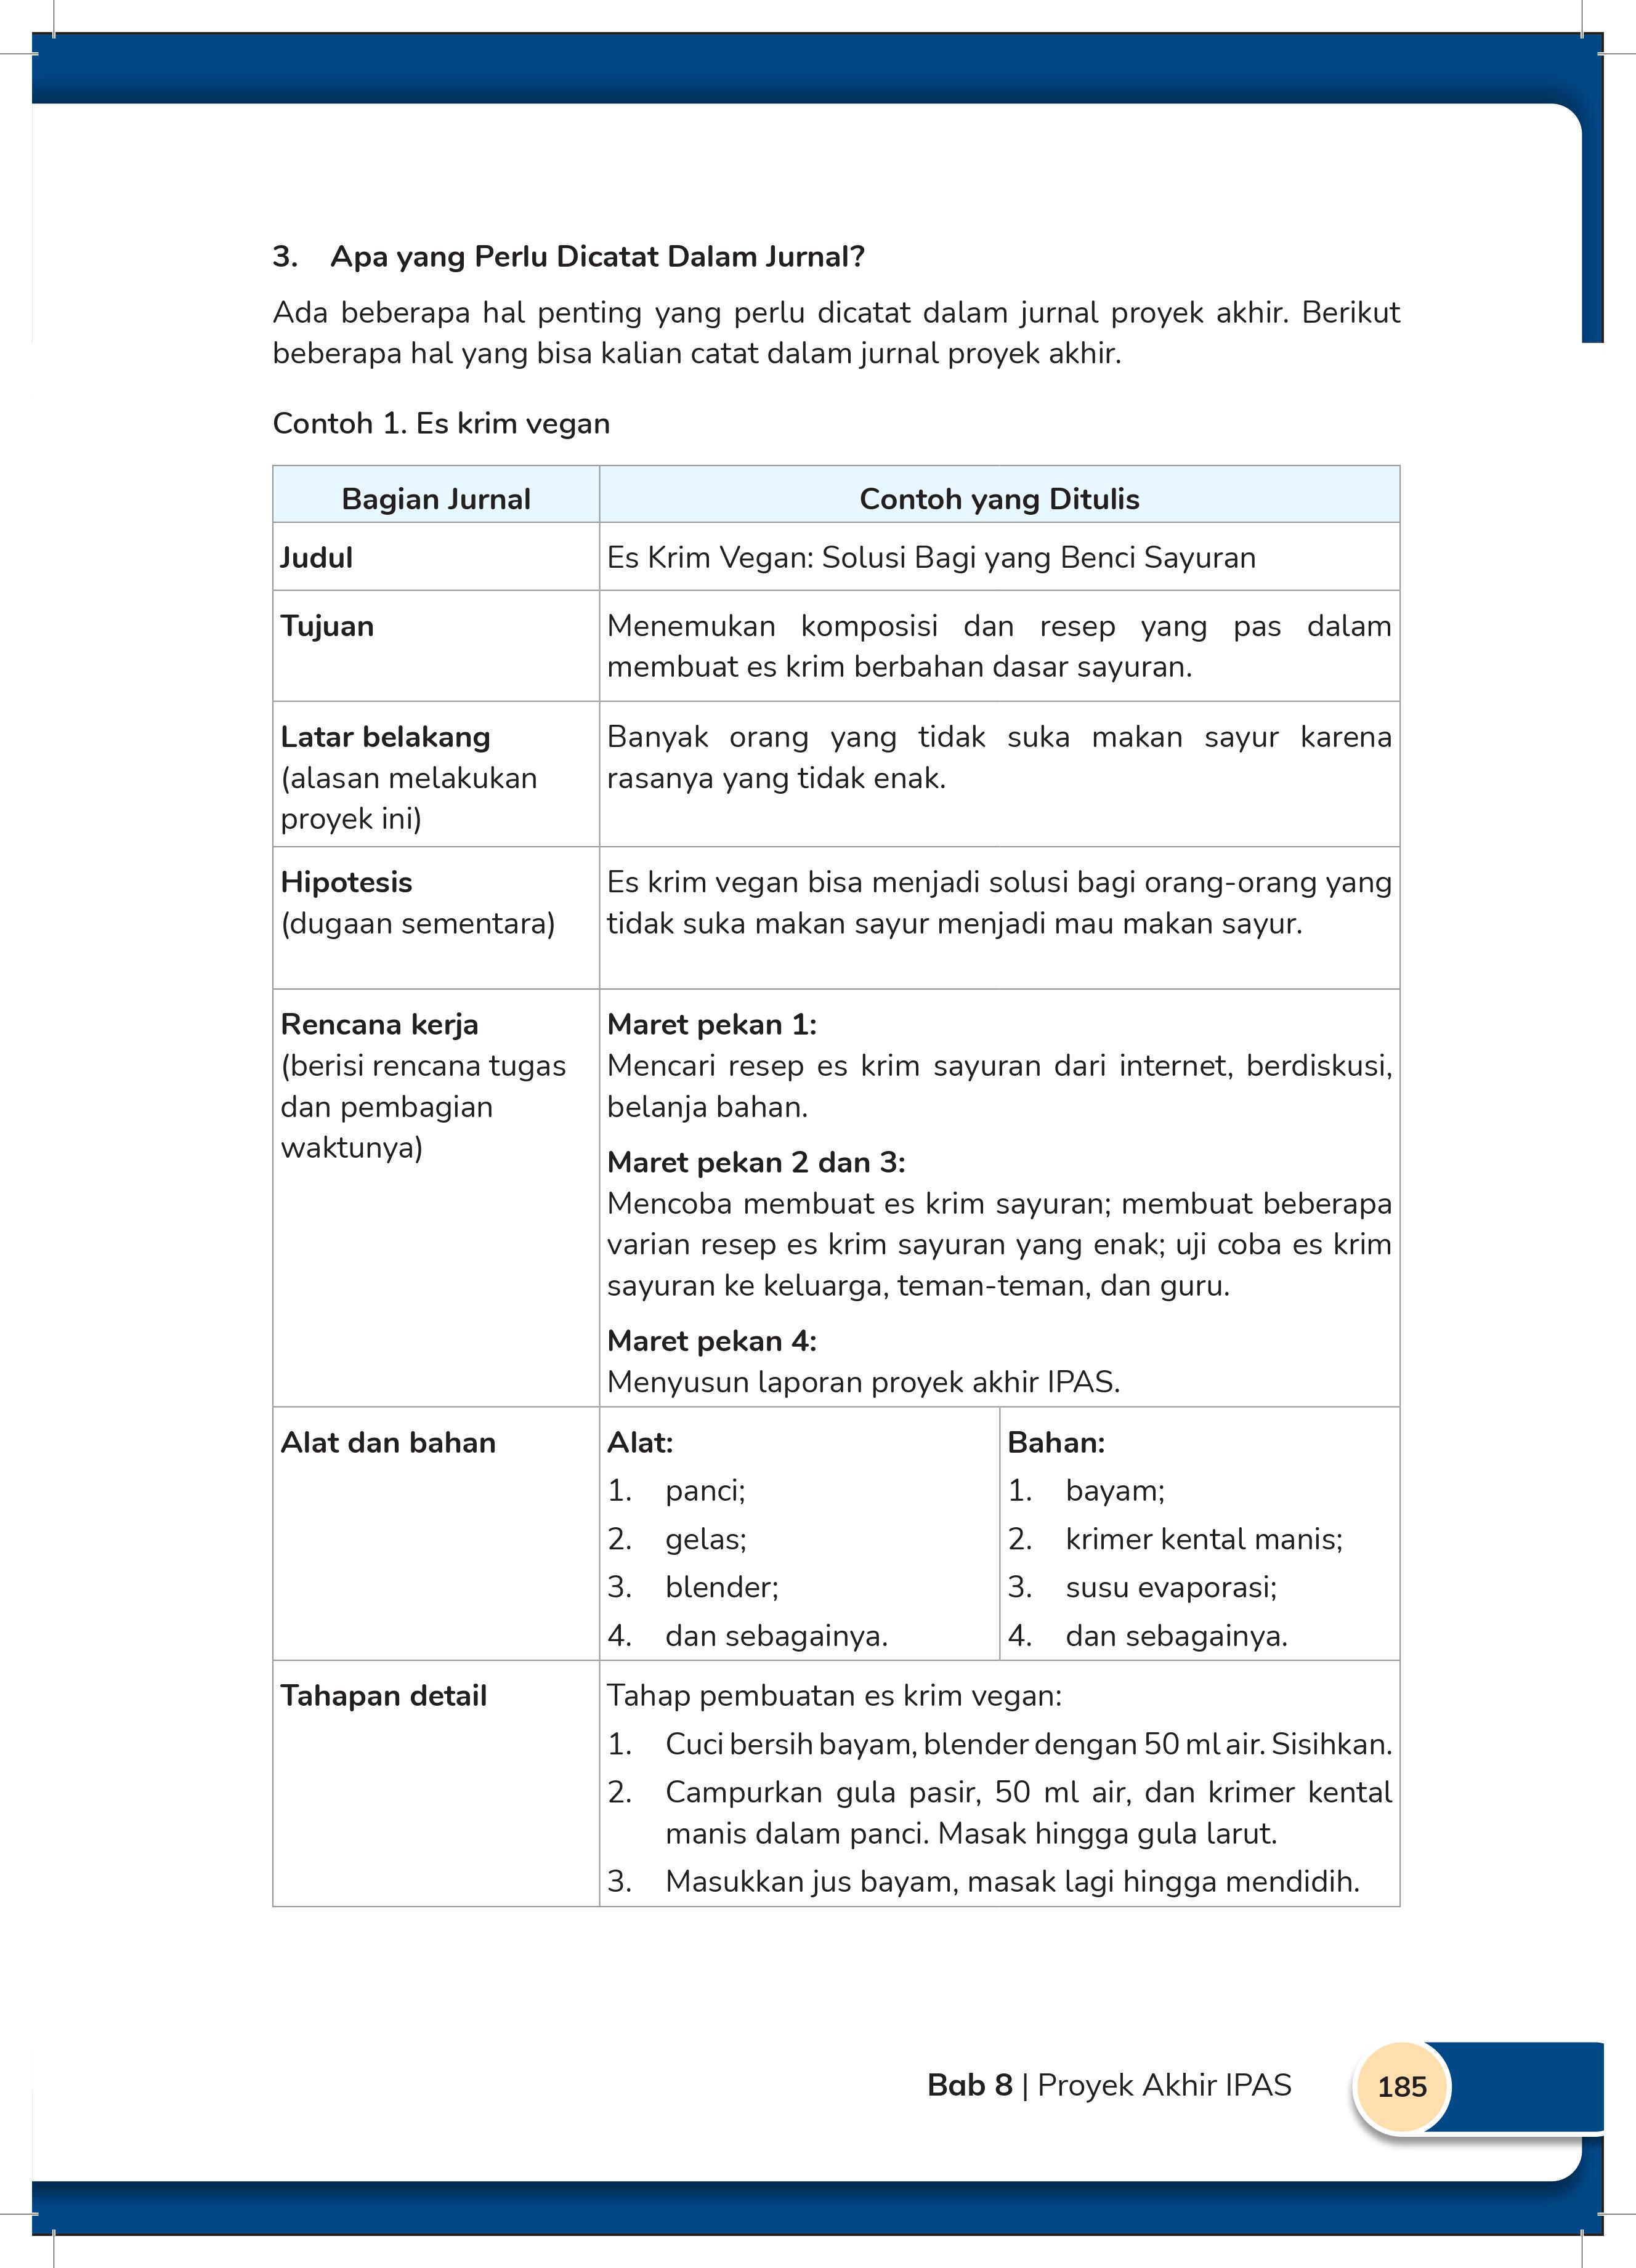 3. Apa yang Perlu Dicatat Dalam Jurnal?
Ada beberapa hal penting yang perlu dicatat dalam jurnal proyek akhir. Berikut
beberapa hal yang bisa kalian catat dalam jurnal proyek akhir.
Contoh 1. Es krim vegan
Bagian Jurnal
Contoh yang Ditulis
Judul
Es Krim Vegan: Solusi Bagi yang Benci Sayuran
Tujuan
Menemukan komposisi dan resep yang pas dalam
membuat es krim berbahan dasar sayuran.
Latar belakang
(alasan melakukan
proyek ini)
Banyak orang yang tidak suka makan sayur karena
rasanya yang tidak enak.
Hipotesis
(dugaan sementara)
Es krim vegan bisa menjadi solusi bagi orang-orang yang
tidak suka makan sayur menjadi mau makan sayur.
Rencana kerja
(berisi rencana tugas
dan pembagian
waktunya)
Maret pekan 1:
Mencari resep es krim sayuran dari internet, berdiskusi,
belanja bahan.
Maret pekan 2 dan 3:
Mencoba membuat es krim sayuran; membuat beberapa
varian resep es krim sayuran yang enak; uji coba es krim
sayuran ke keluarga, teman-teman, dan guru.
Maret pekan 4:
Menyusun laporan proyek akhir IPAS.
Alat dan bahan
Alat:
1. panci;
2. gelas;
3. blender;
4. dan sebagainya.
Bahan:
1. bayam;
2. krimer kental manis;
3. susu evaporasi;
4. dan sebagainya.
Tahapan detail
Tahap pembuatan es krim vegan:
1. Cuci bersih bayam, blender dengan 50 ml air. Sisihkan.
2. Campurkan gula pasir, 50 ml air, dan krimer kental
manis dalam panci. Masak hingga gula larut.
3. Masukkan jus bayam, masak lagi hingga mendidih.
Bab 8 | Proyek Akhir IPAS
185